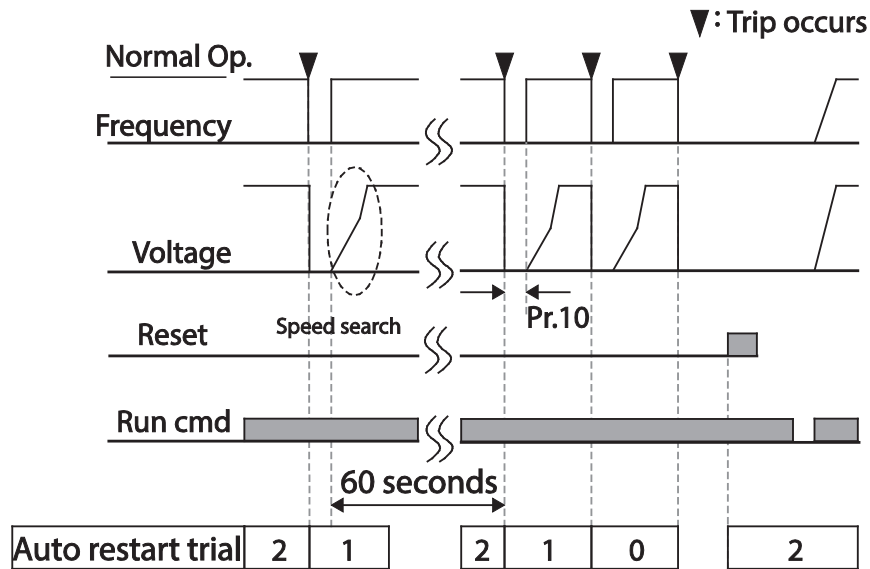 ▼: Trip occurs
Normal Op.
Frequency
Voltage
Pr.10
Speed search
Reset
Run cmd
60 seconds
Auto restart trial 2 1 2 1 0 2